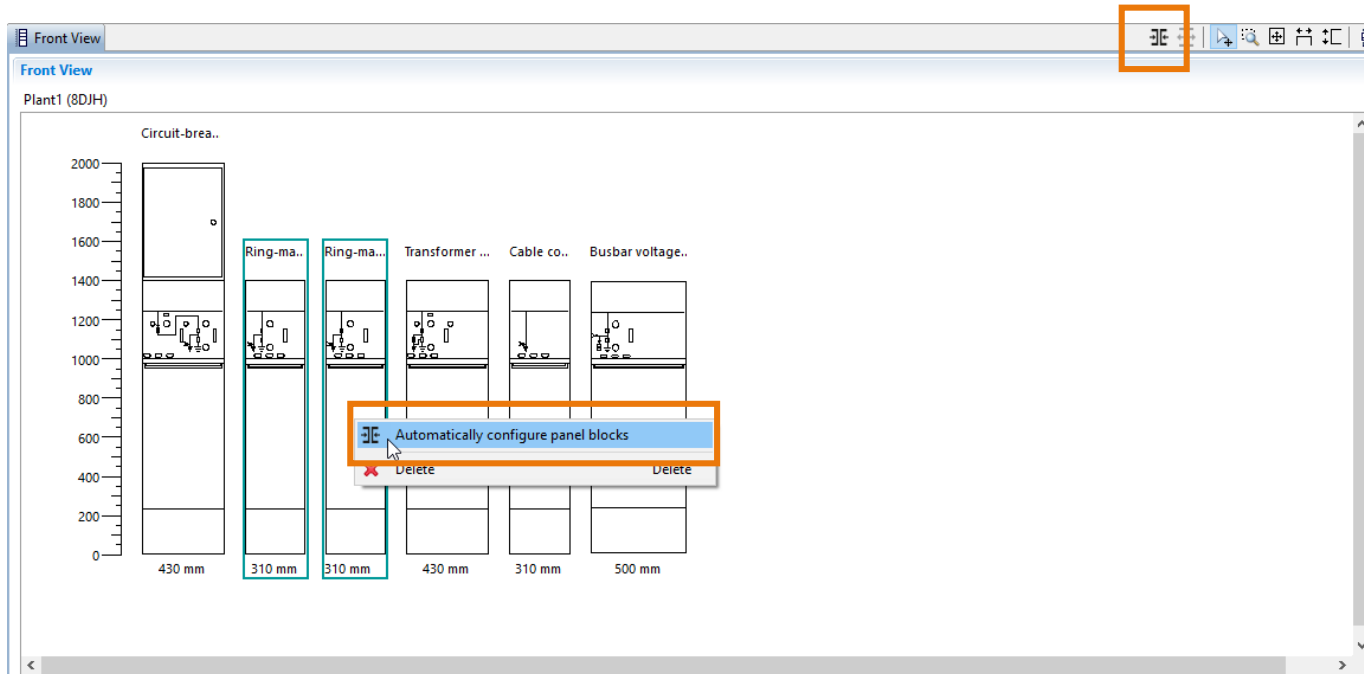 Front View
Front View
Plant1 (8DJH)
Circuit-brea..
2000
1800
1600
Ring-ma..
Ring-ma...
Transformer ...
Cable co..
Busbar voltage..
1400
1200
1000
800
600
Automatically configure panel blocks
400
Delete
Delete
200
0
430 mm
310 mm
310 mm
430 mm
310 mm
500 mm